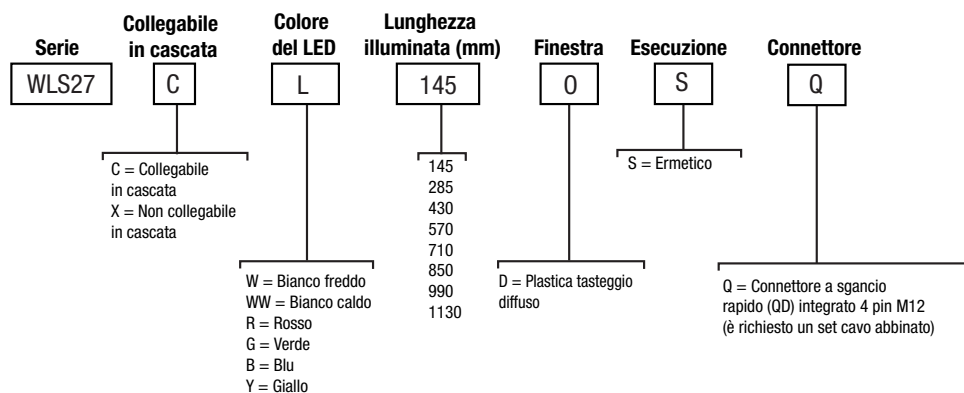 Serie
Collegabile
in cascata
Colore
del LED
Lunghezza
illuminata (mm)
Finestra
Esecuzione
Connettore
WLS27
C
L
145
0
S
Q
C = Collegabile
in cascata
X = Non collegabile
in cascata
W = Bianco freddo
WW = Bianco caldo
R = Rosso
G = Verde
B = Blu
Y = Giallo
145
285
430
570
710
850
990
1130
D = Plastica tasteggio
diffuso
S = Ermetico
Q = Connettore a sgancio
rapido (QD) integrato 4 pin M12
(è richiesto un set cavo abbinato)